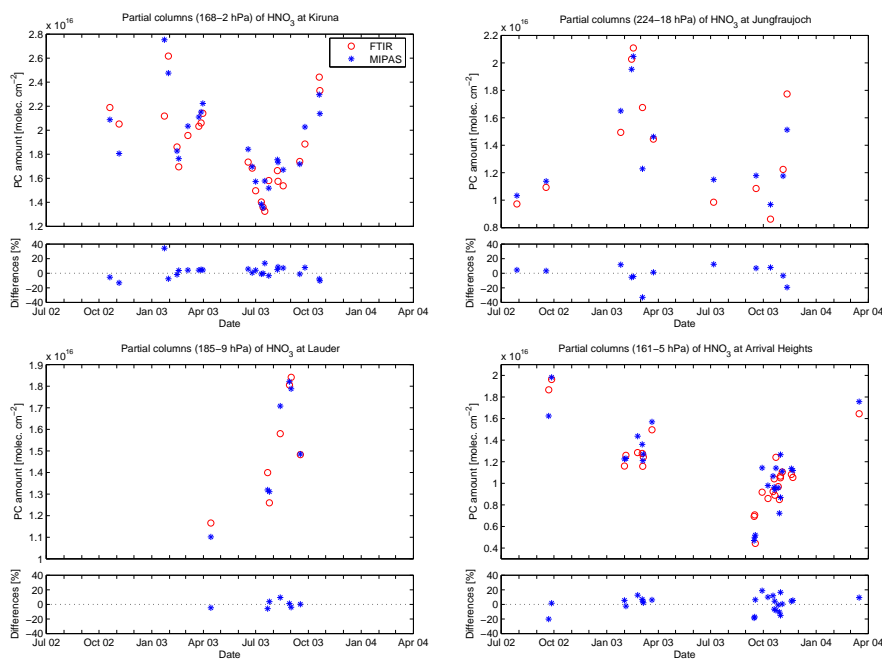 Partial columns (168−2 hPa) of HNO3 at Kiruna
x 10^16
2.8
2.6
2.4
2.2
2
1.8
1.6
1.4
1.2
PC amount [molec. cm−2]
FTIR
MIPAS
40
20
0
−20
−40
Differences [%]
Jul 02 Oct 02 Jan 03 Apr 03 Jul 03 Oct 03 Jan 04 Apr 04
Date
Partial columns (224−18 hPa) of HNO3 at Jungfraujoch
x 10^16
2.2
2
1.8
1.6
1.4
1.2
1
0.8
PC amount [molec. cm−2]
40
20
0
−20
−40
Differences [%]
Jul 02 Oct 02 Jan 03 Apr 03 Jul 03 Oct 03 Jan 04 Apr 04
Date
Partial columns (185−9 hPa) of HNO3 at Lauder
x 10^16
1.9
1.8
1.7
1.6
1.5
1.4
1.3
1.2
1.1
1
PC amount [molec. cm−2]
40
20
0
−20
−40
Differences [%]
Jul 02 Oct 02 Jan 03 Apr 03 Jul 03 Oct 03 Jan 04 Apr 04
Date
Partial columns (161−5 hPa) of HNO3 at Arrival Heights
x 10^16
2
1.8
1.6
1.4
1.2
1
0.8
0.6
0.4
PC amount [molec. cm−2]
40
20
0
−20
−40
Differences [%]
Jul 02 Oct 02 Jan 03 Apr 03 Jul 03 Oct 03 Jan 04 Apr 04
Date